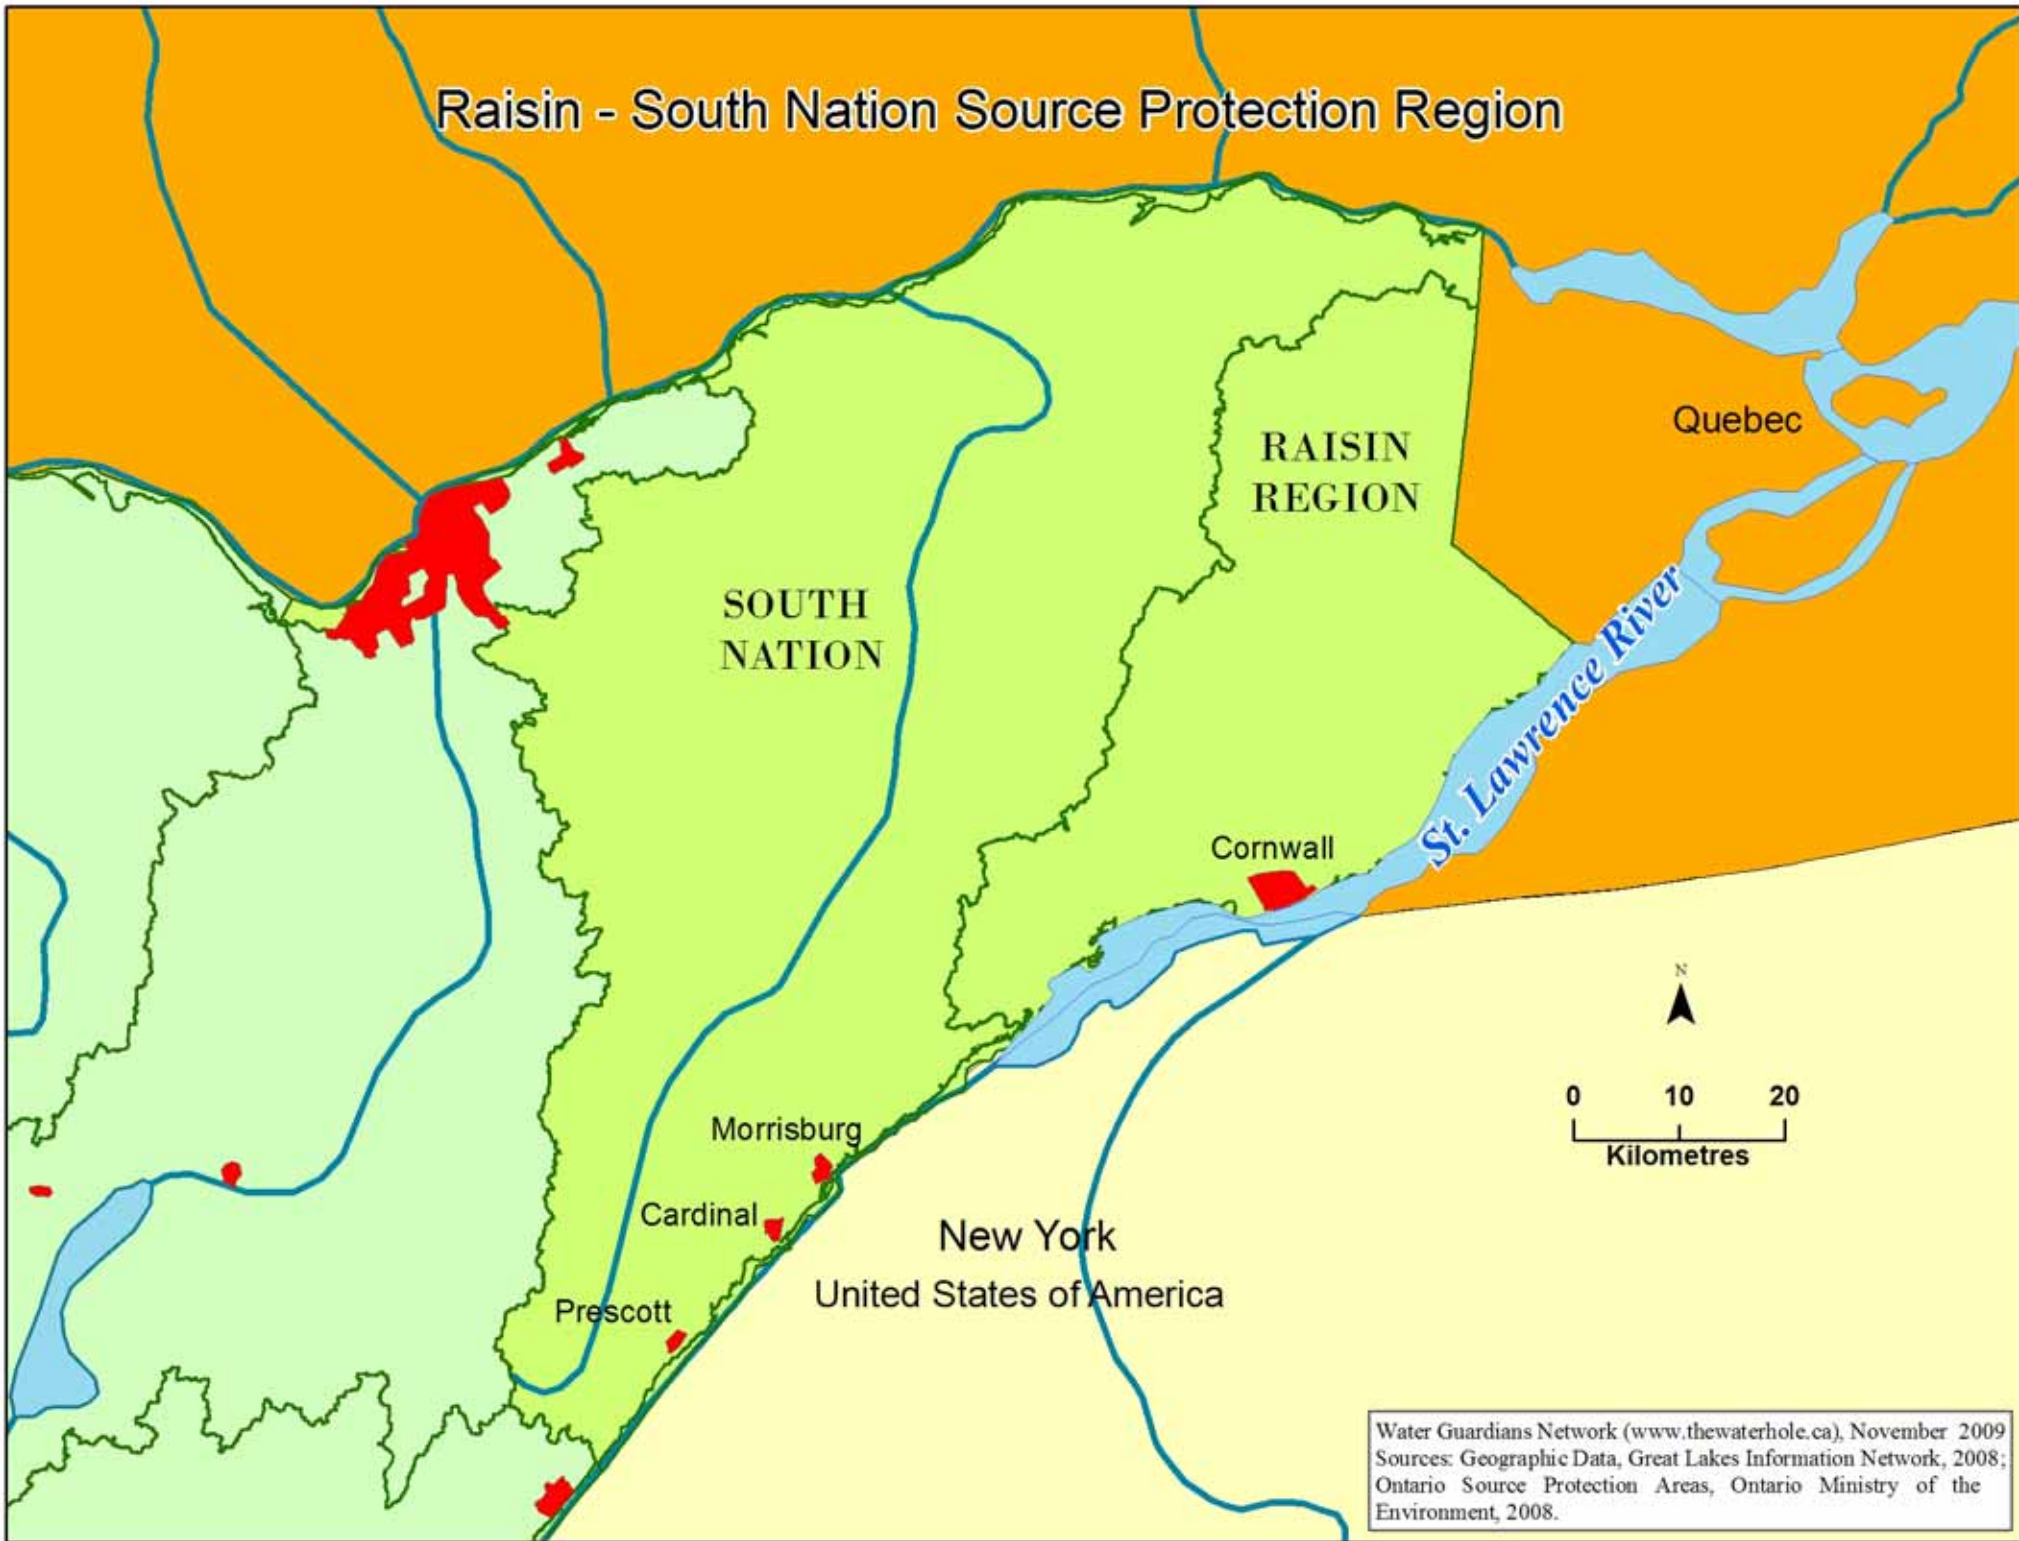 Raisin - South Nation Source Protection Region
Quebec
RAISIN
REGION
SOUTH
NATION
St. Lawrence River
Cornwall
N
0 10 20
Kilometres
Morrisburg
Cardinal
New York
United States of America
Prescott
Water Guardians Network (www.thewaterhole.ca), November 2009
Sources: Geographic Data, Great Lakes Information Network, 2008;
Ontario Source Protection Areas, Ontario Ministry of the
Environment, 2008.